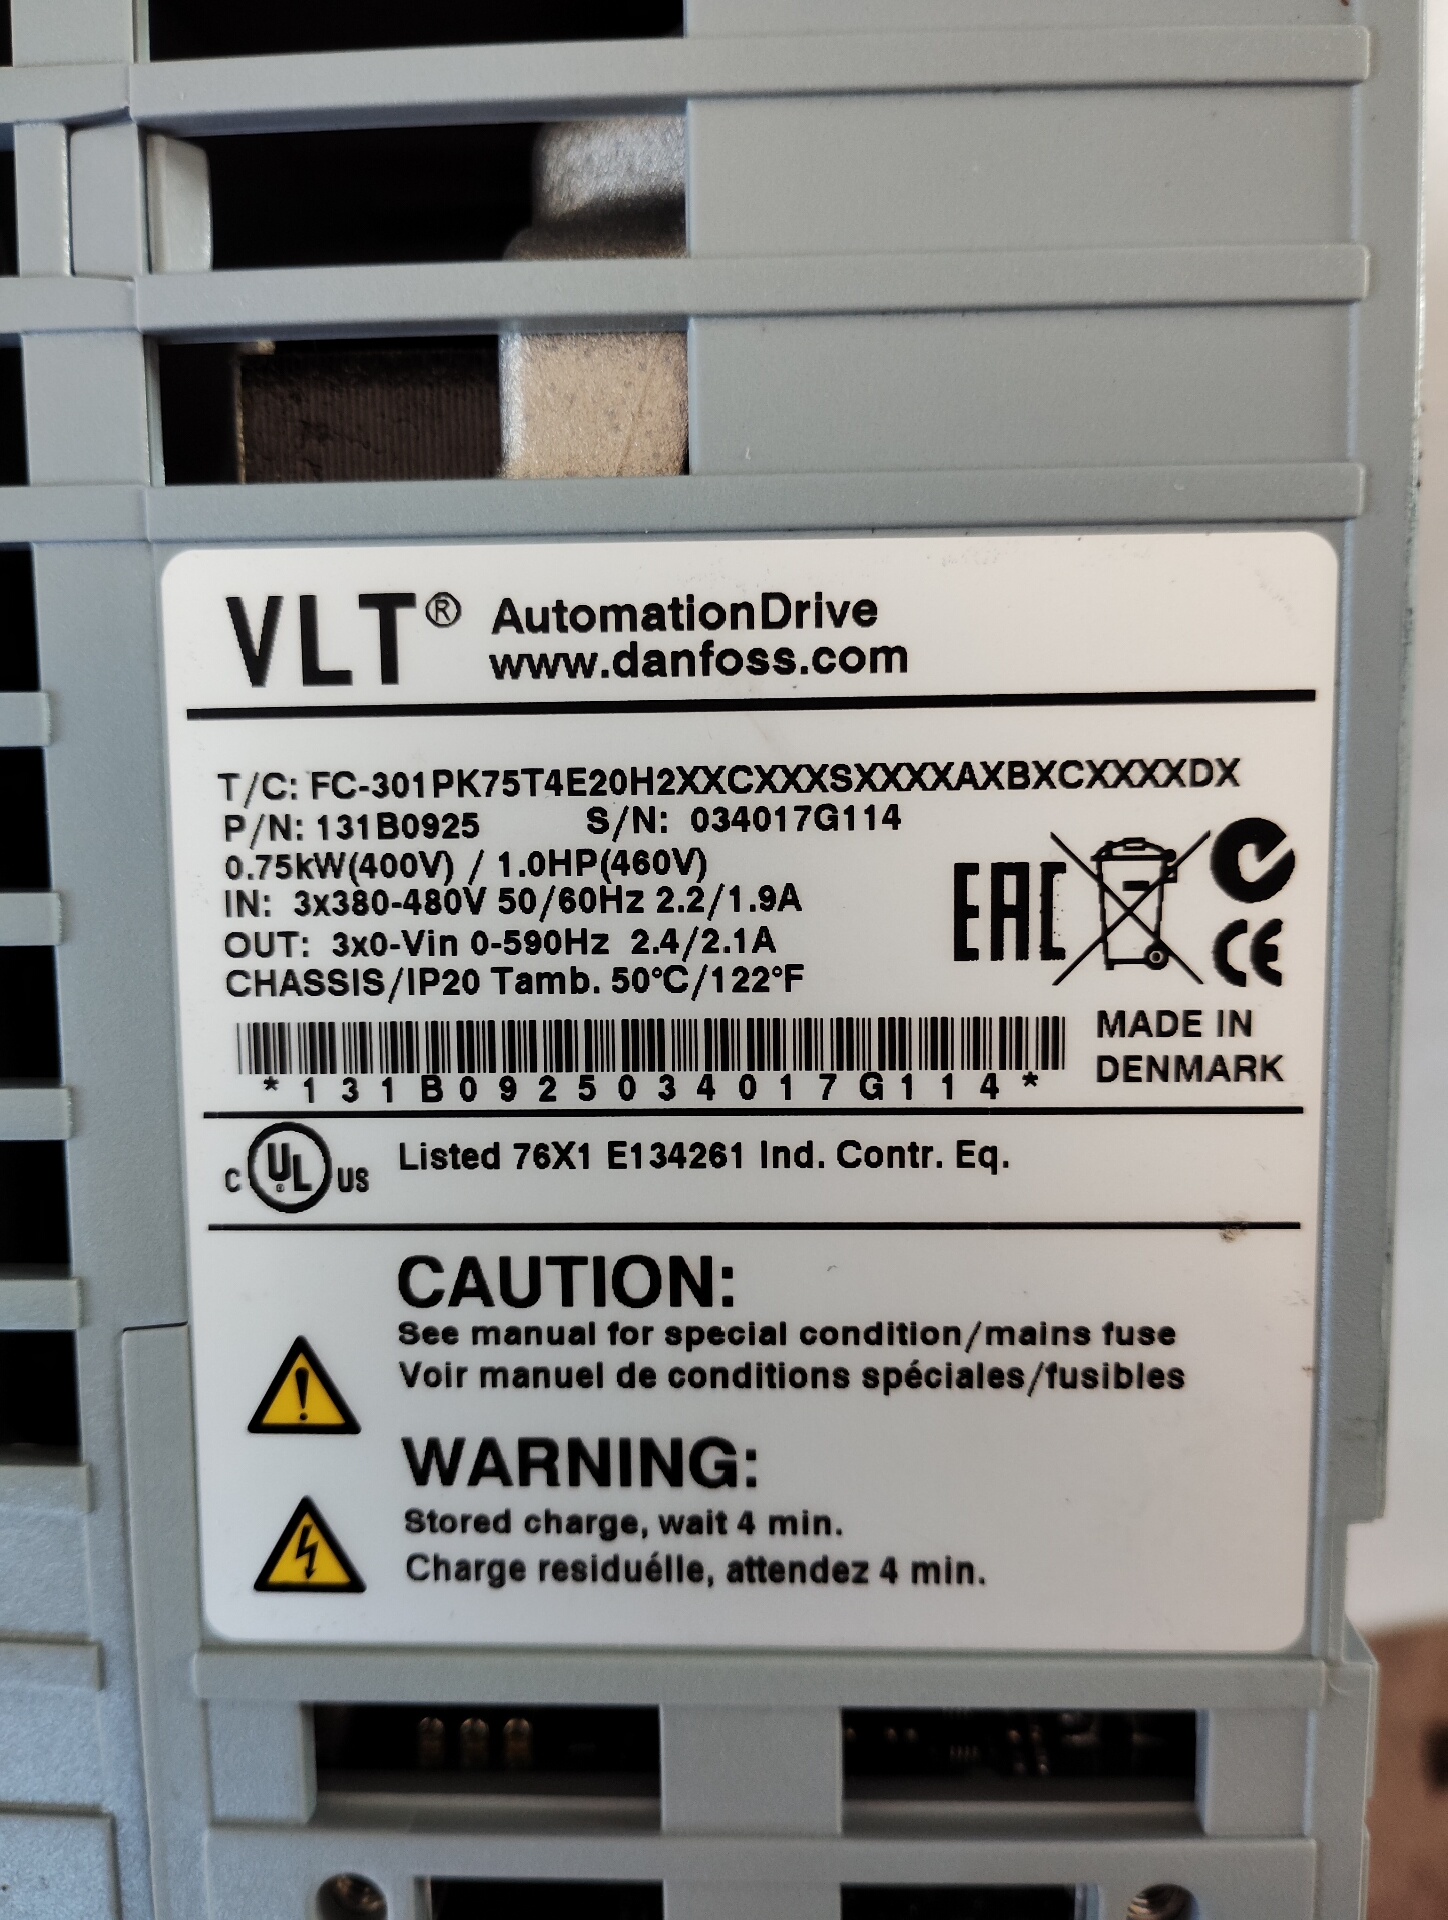 VLT® AutomationDrive
www.danfoss.com
T/C: FC-301PK75T4E20H2XXCXXXSXXXXAXBXCXXXXDX
P/N: 131B0925 S/N: 034017G114
0.75kW(400V) / 1.0HP(460V)
IN: 3x380-480V 50/60Hz 2.2/1.9A
OUT: 3x0-Vin 0-590Hz 2.4/2.1A
CHASSIS/IP20 Tamb. 50°C/122°F
EAC
CE
*131B0925034017G114*
MADE IN
DENMARK
C UL® US Listed 76X1 E134261 Ind. Contr. Eq.
CAUTION:
See manual for special condition/mains fuse
Voir manuel de conditions spéciales/fusibles
WARNING:
Stored charge, wait 4 min.
Charge residuélle, attendez 4 min.